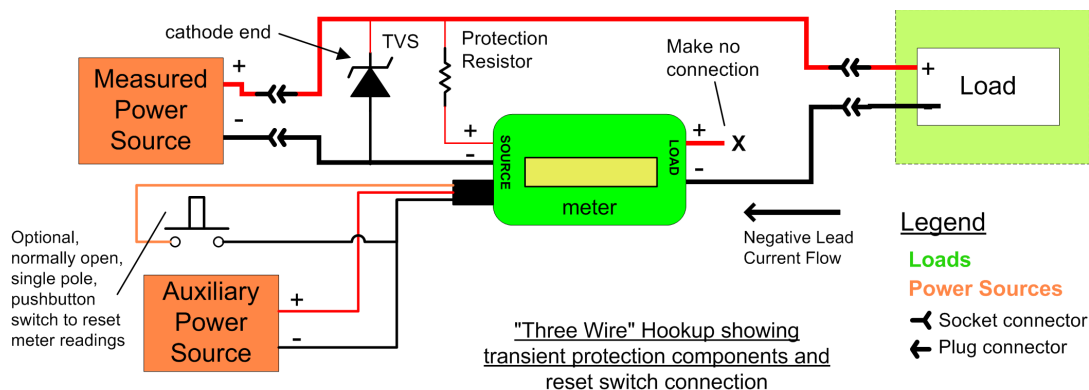 cathode end
TVS
Protection
Resistor
Make no
connection
+
Measured
Power
Source
-
+
-
SOURCE
LOAD
+
-
X
+
-
Load
meter
Negative Lead
Current Flow
Optional,
normally open,
single pole,
pushbutton
switch to reset
meter readings
Auxiliary
Power
Source
+
-
"Three Wire" Hookup showing
transient protection components and
reset switch connection
Legend
Loads
Power Sources
Socket connector
Plug connector